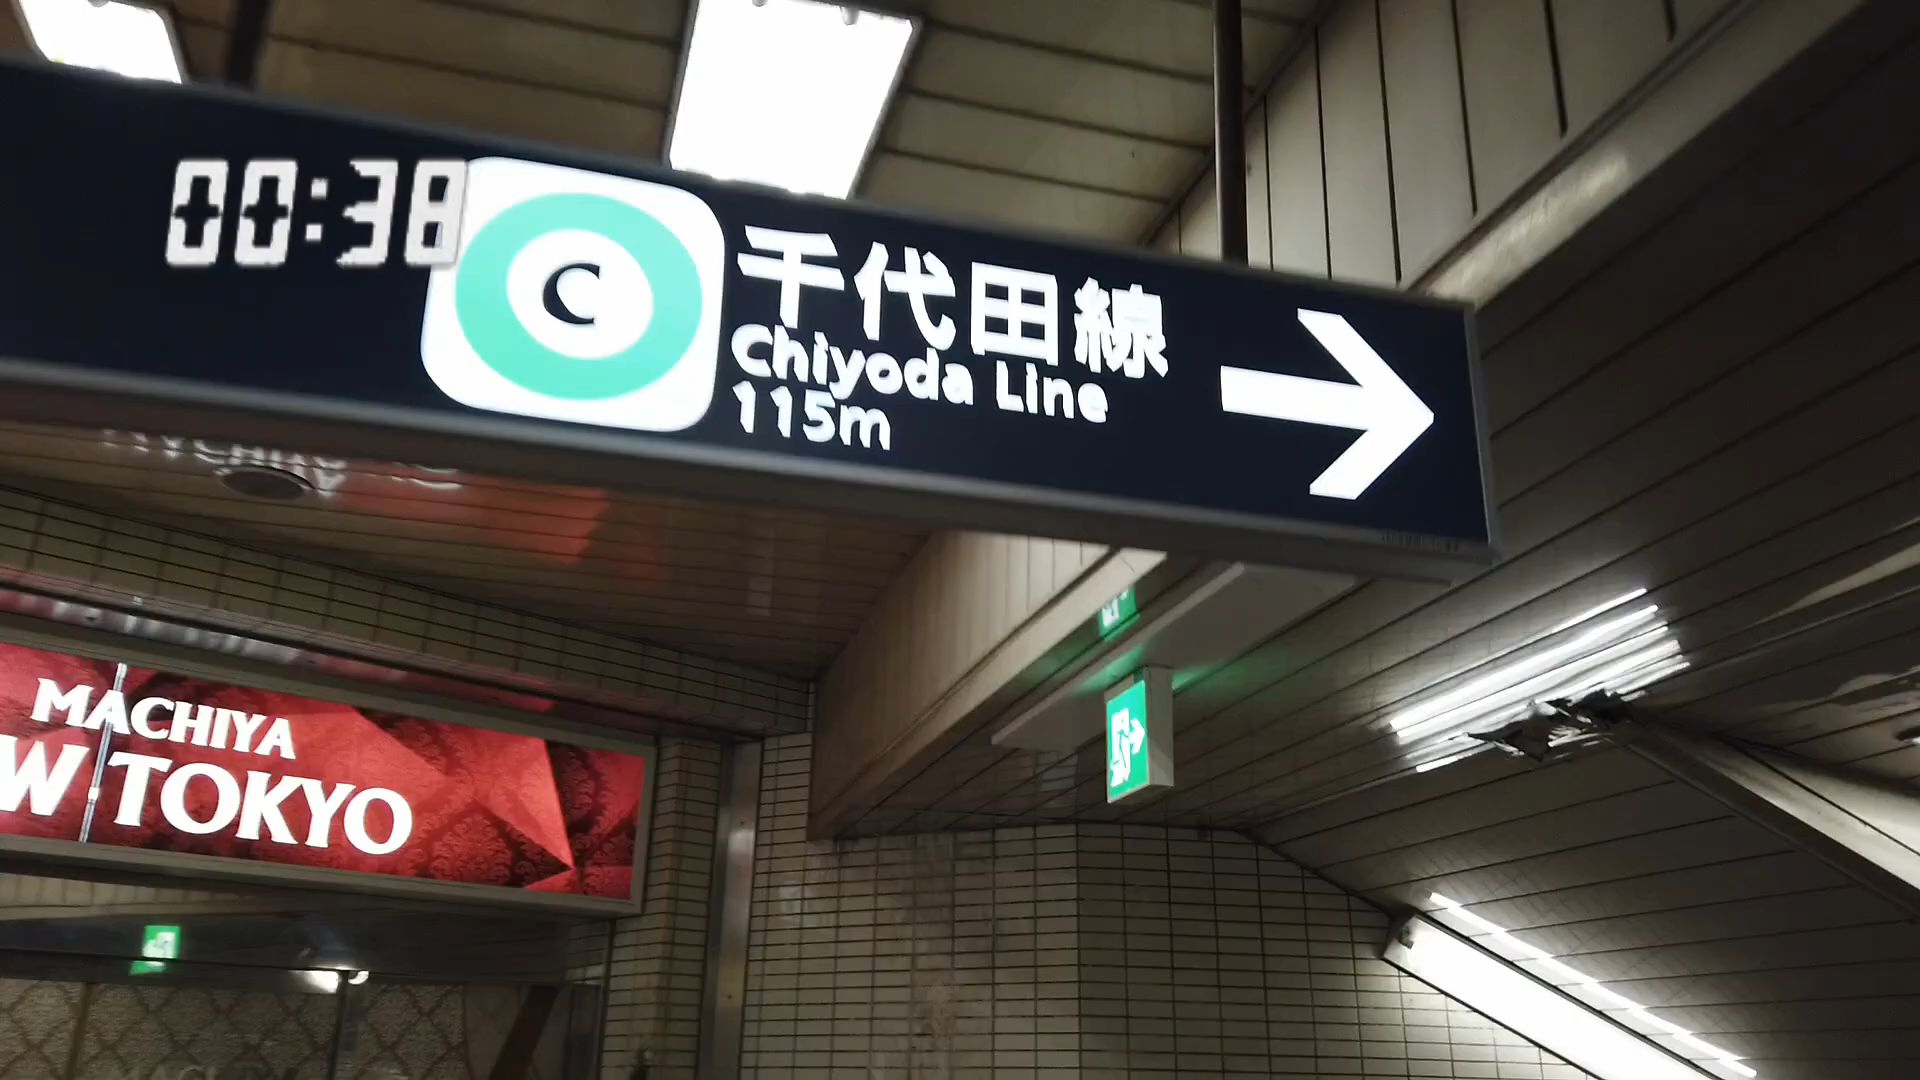 00:38
C
千代田線
Chiyoda Line
115m
MACHIYA
W TOKYO